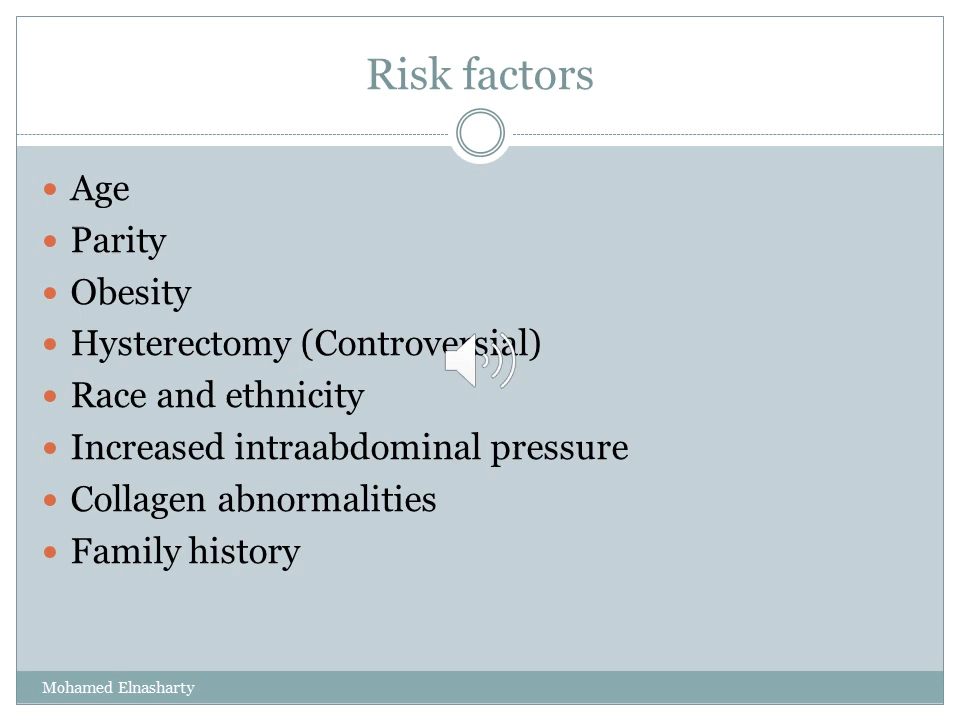 Risk factors
Age
Parity
Obesity
Hysterectomy (Controversial)
Race and ethnicity
Increased intraabdominal pressure
Collagen abnormalities
Family history
Mohamed Elnasharty